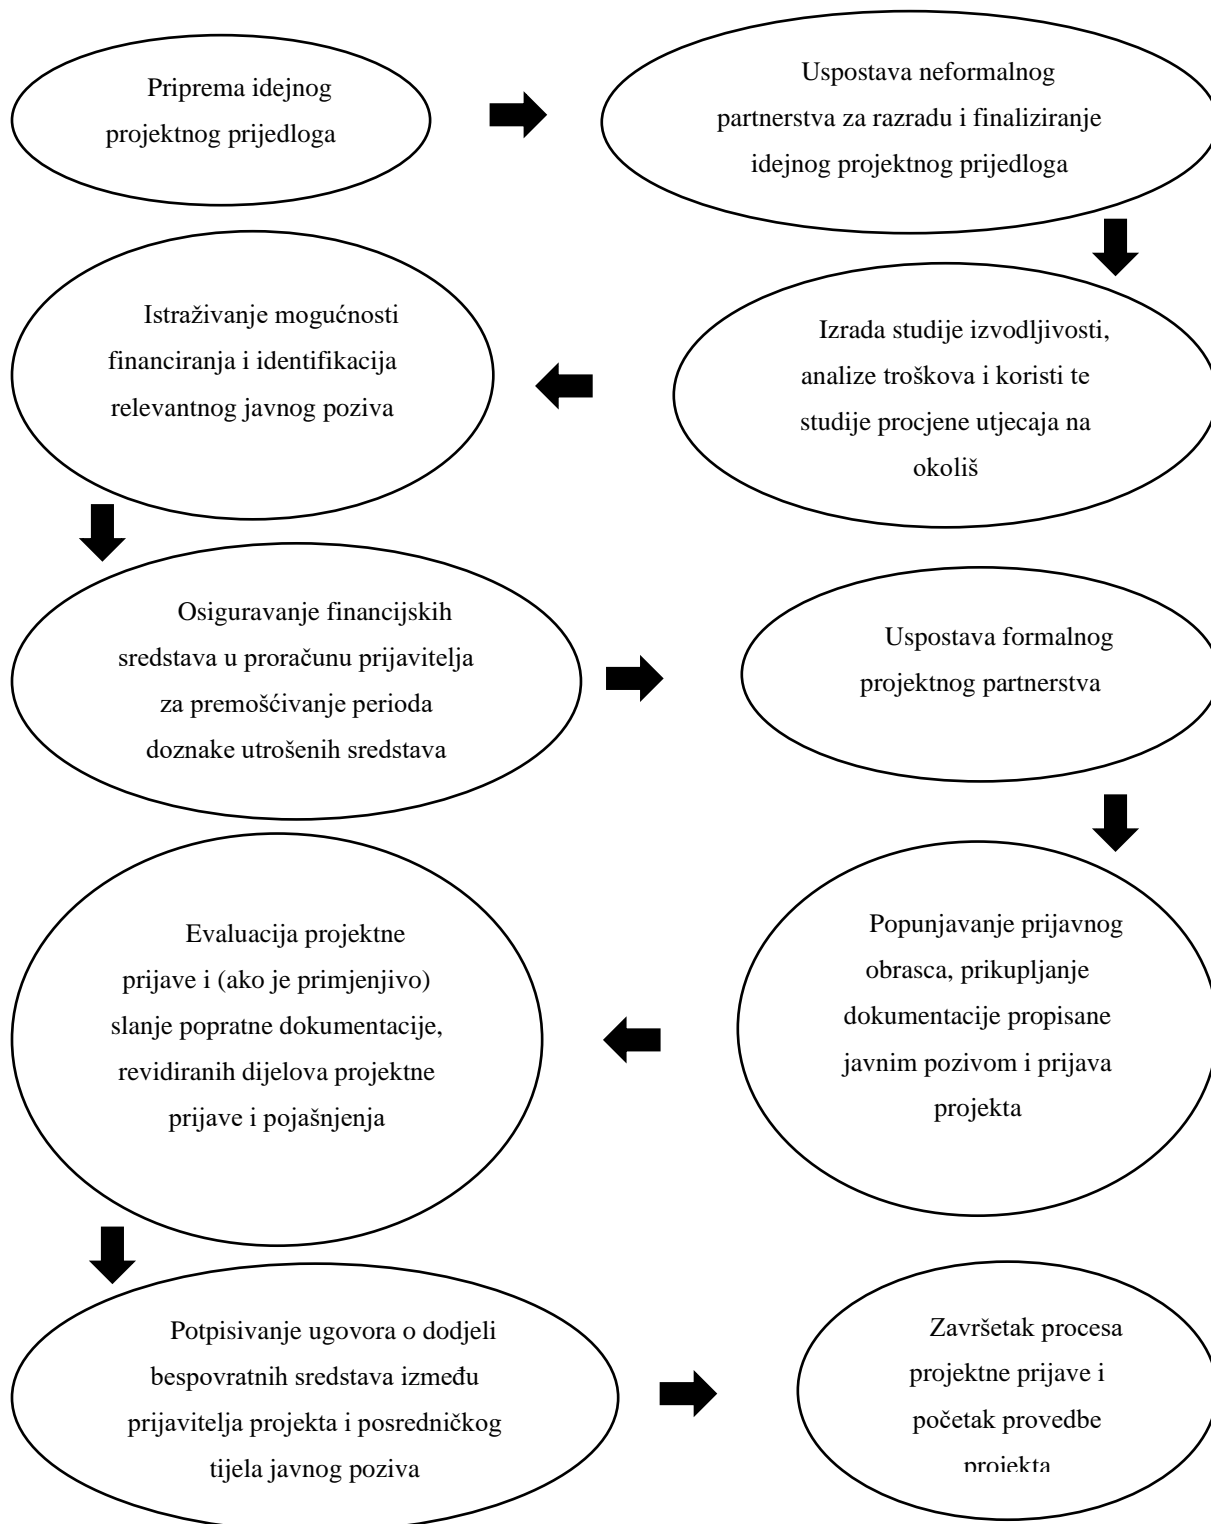 Priprema idejnog
projektnog prijedloga
Uspostava neformalnog
partnerstva za razradu i finaliziranje
idejnog projektnog prijedloga
Izrada studije izvodljivosti,
analize troškova i koristi te
studije procjene utjecaja na
okoliš
Istraživanje mogućnosti
financiranja i identifikacija
relevantnog javnog poziva
Osiguravanje financijskih
sredstava u proračunu prijavitelja
za premošćivanje perioda
doznake utrošenih sredstava
Uspostava formalnog
projektnog partnerstva
Popunjavanje prijavnog
obrasca, prikupljanje
dokumentacije propisane
javnim pozivom i prijava
projekta
Evaluacija projektne
prijave i (ako je primjenjivo)
slanje popratne dokumentacije,
revidiranih dijelova projektne
prijave i pojašnjenja
Potpisivanje ugovora o dodjeli
bespovratnih sredstava između
prijavitelja projekta i posredničkog
tijela javnog poziva
Završetak procesa
projektne prijave i
početak provedbe
projekta